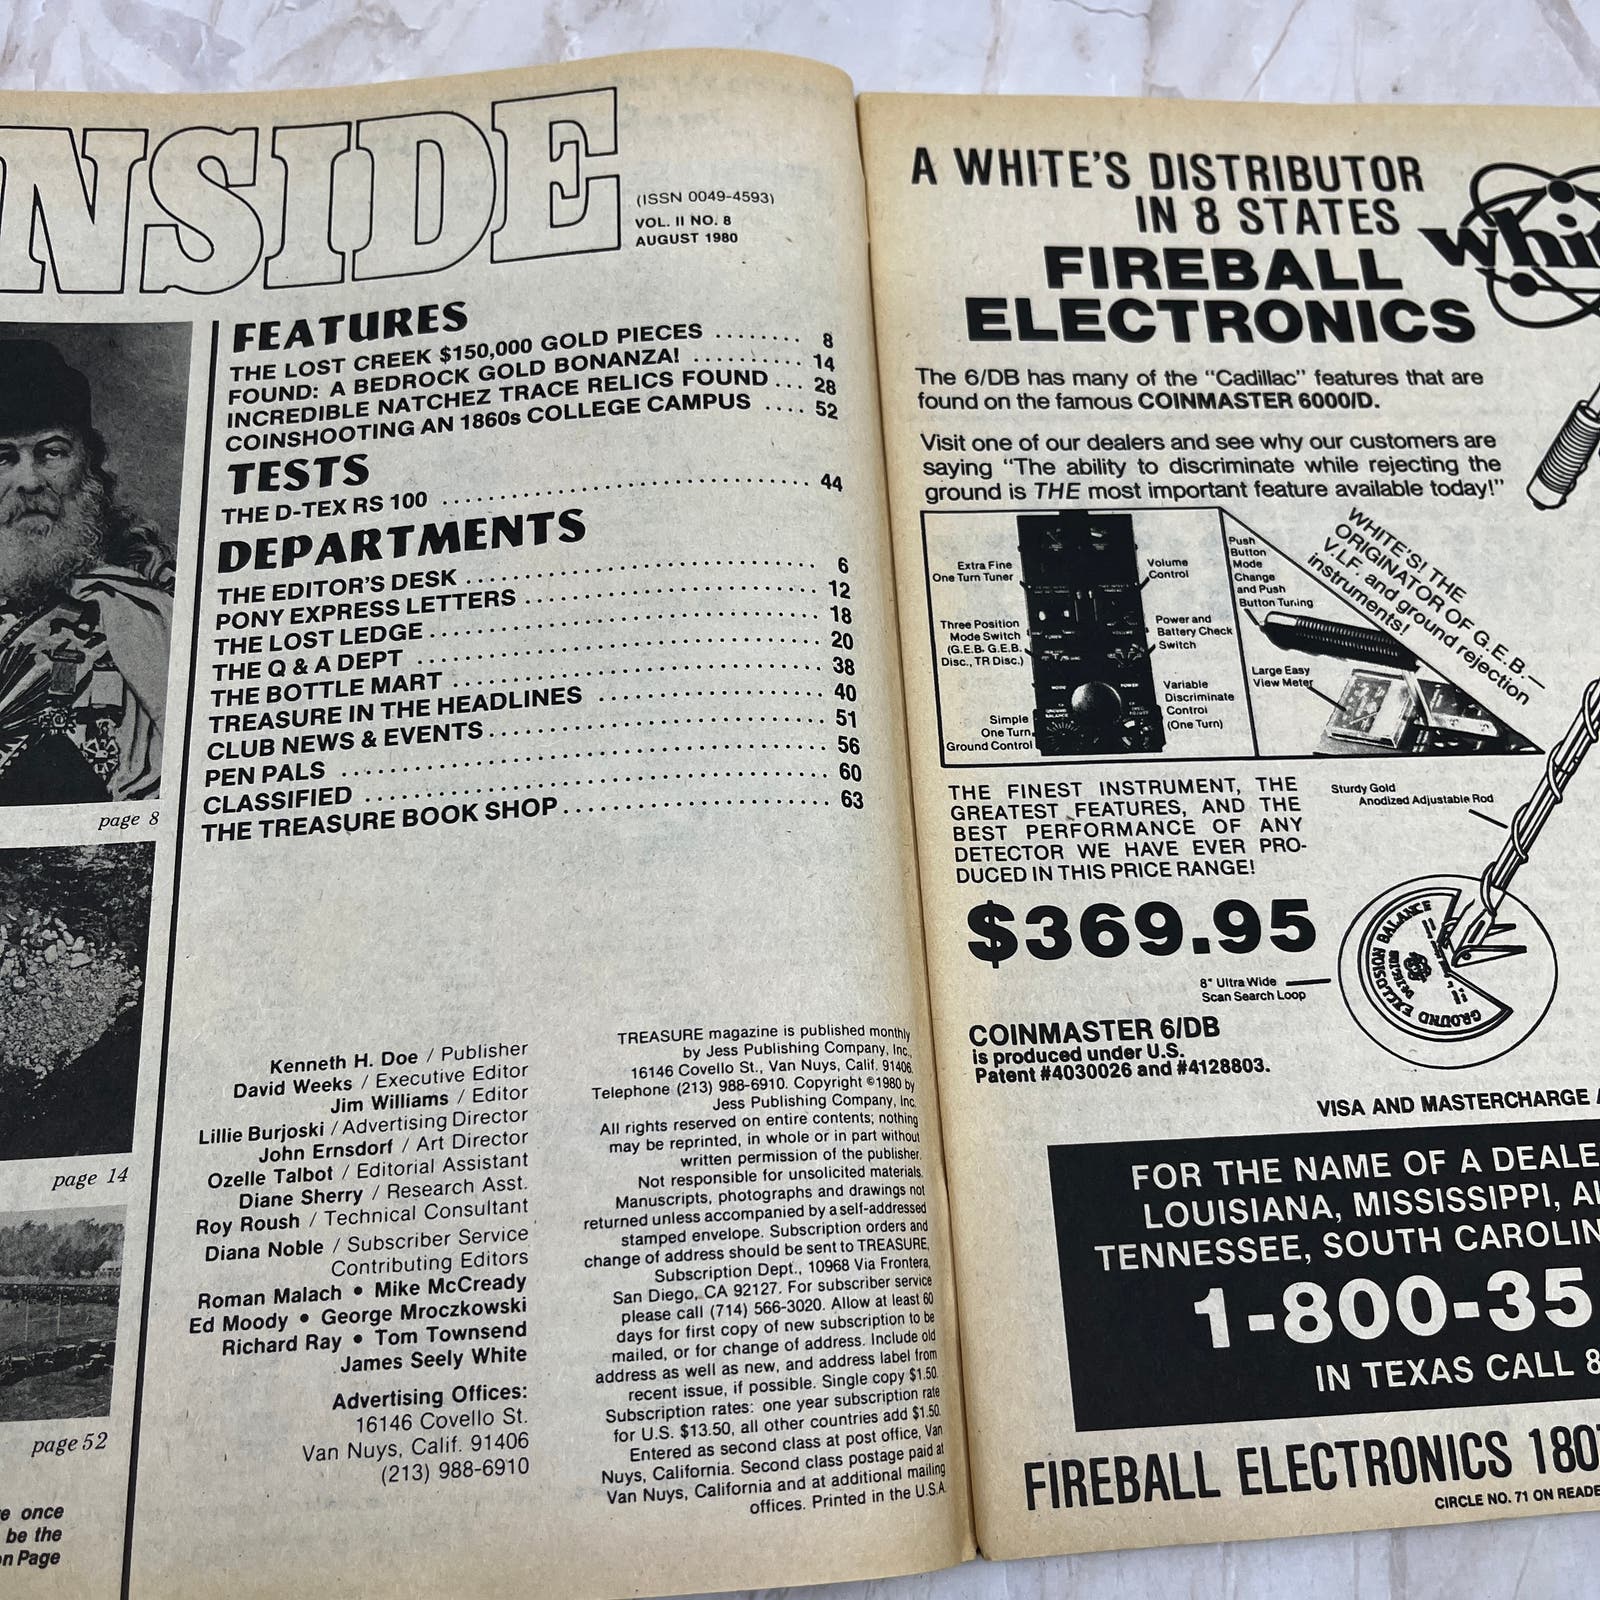 INSIDE
(ISSN 0049-4593)
VOL. II NO. 8
AUGUST 1980
FEATURES
THE LOST CREEK $150,000 GOLD PIECES ........ 8
FOUND: A BEDROCK GOLD BONANZA! .......... 14
INCREDIBLE NATCHEZ TRACE RELICS FOUND ... 28
COINSHOOTING AN 1860s COLLEGE CAMPUS .... 52
TESTS
THE D-TEX RS 100 .......... 44
DEPARTMENTS
THE EDITOR'S DESK .......... 6
PONY EXPRESS LETTERS .......... 12
THE LOST LEDGE .......... 18
THE Q & A DEPT .......... 20
THE BOTTLE MART .......... 38
TREASURE IN THE HEADLINES .......... 40
CLUB NEWS & EVENTS .......... 51
PEN PALS .......... 56
CLASSIFIED .......... 60
THE TREASURE BOOK SHOP .......... 63
page 8
page 14
page 52
e once
be the
on Page
Kenneth H. Doe / Publisher
David Weeks / Executive Editor
Jim Williams / Editor
Lillie Burjoski / Advertising Director
John Ernsdorf / Art Director
Ozelle Talbot / Editorial Assistant
Diane Sherry / Research Asst.
Roy Roush / Technical Consultant
Diana Noble / Subscriber Service
Contributing Editors
Roman Malach • Mike McCready
Ed Moody • George Mroczkowski
Richard Ray • Tom Townsend
James Seely White
Advertising Offices:
16146 Covello St.
Van Nuys, Calif. 91406
(213) 988-6910
TREASURE magazine is published monthly
by Jess Publishing Company, Inc.,
16146 Covello St., Van Nuys, Calif. 91406.
Telephone (213) 988-6910. Copyright ©1980 by
Jess Publishing Company, Inc.
All rights reserved on entire contents; nothing
may be reprinted, in whole or in part without
written permission of the publisher.
Not responsible for unsolicited materials.
Manuscripts, photographs and drawings not
returned unless accompanied by a self-addressed
stamped envelope. Subscription orders and
change of address should be sent to TREASURE,
Subscription Dept., 10968 Via Frontera,
San Diego, CA 92127. For subscriber service
please call (714) 566-3020. Allow at least 60
days for first copy of new subscription to be
mailed, or for change of address. Include old
address as well as new, and address label from
recent issue, if possible. Single copy $1.50.
Subscription rates: one year subscription rate
for U.S. $13.50, all other countries add $1.50.
Entered as second class at post office, Van
Nuys, California. Second class postage paid at
Van Nuys, California and at additional mailing
offices. Printed in the U.S.A.
A WHITE'S DISTRIBUTOR
IN 8 STATES
FIREBALL
ELECTRONICS
whit
The 6/DB has many of the "Cadillac" features that are
found on the famous COINMASTER 6000/D.
Visit one of our dealers and see why our customers are
saying "The ability to discriminate while rejecting the
ground is THE most important feature available today!"
Extra Fine
One Turn Tuner
Three Position
Mode Switch
(G.E.B. G.E.B.
Disc., TR Disc.)
Simple
One Turn
Ground Control
Volume
Control
Power and
Battery Check
Switch
Variable
Discriminate
Control
(One Turn)
Push
Button
Mode
Change
and Push
Button Tuning
Large Easy
View Meter
WHITE'S! THE
ORIGINATOR OF G.E.B.—
V.L.F. and ground rejection
instruments!
THE FINEST INSTRUMENT, THE
GREATEST FEATURES, AND THE
BEST PERFORMANCE OF ANY
DETECTOR WE HAVE EVER PRO-
DUCED IN THIS PRICE RANGE!
Sturdy Gold
Anodized Adjustable Rod
$369.95
8" Ultra Wide
Scan Search Loop
GROUND EXCLUSION BALANCE
COINMASTER 6/DB
is produced under U.S.
Patent #4030026 and #4128803.
VISA AND MASTERCHARGE A
FOR THE NAME OF A DEALE
LOUISIANA, MISSISSIPPI, A
TENNESSEE, SOUTH CAROLIN
1-800-35
IN TEXAS CALL 8
FIREBALL ELECTRONICS 180
CIRCLE NO. 71 ON READE